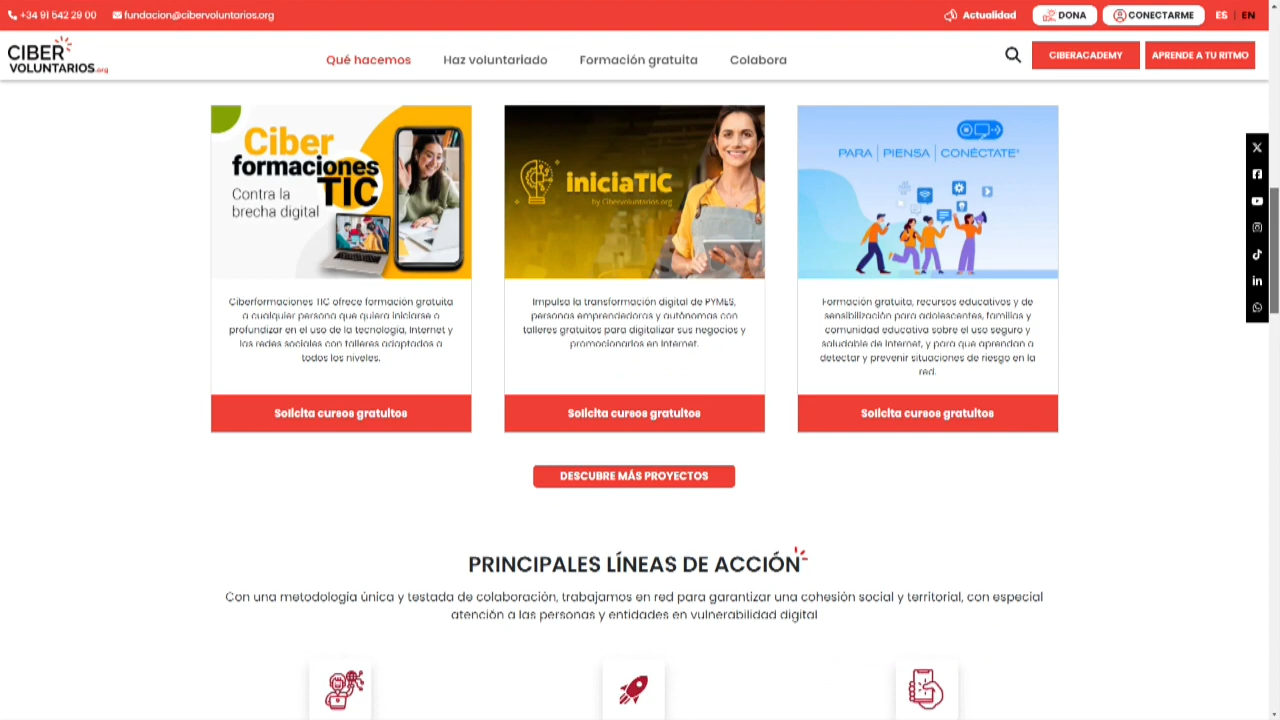 +34 91 542 29 00 fundacion@cibervoluntarios.org Actualidad DONA CONECTARME ES | EN
CIBER
VOLUNTARIOS.org
Qué hacemos Haz voluntariado Formación gratuita Colabora CIBERACADEMY APRENDE A TU RITMO
Ciber
formaciones
TIC
Contra la
brecha digital
iniciaTIC
by Cibervoluntarios.org
PARA | PIENSA | CONÉCTATE
Ciberformaciones TIC ofrece formación gratuita
a cualquier persona que quiera iniciarse o
profundizar en el uso de la tecnología, Internet y
las redes sociales con talleres adaptados a
todos los niveles.
Impulsa la transformación digital de PYMES,
personas emprendedoras y autónomas con
talleres gratuitos para digitalizar sus negocios y
promocionarlos en Internet.
Formación gratuita, recursos educativos y de
sensibilización para adolescentes, familias y
comunidad educativa sobre el uso seguro y
saludable de Internet, y para que aprendan a
detectar y prevenir situaciones de riesgo en la
red.
Solicita cursos gratuitos
Solicita cursos gratuitos
Solicita cursos gratuitos
DESCUBRE MÁS PROYECTOS
PRINCIPALES LÍNEAS DE ACCIÓN
Con una metodología única y testada de colaboración, trabajamos en red para garantizar una cohesión social y territorial, con especial
atención a las personas y entidades en vulnerabilidad digital